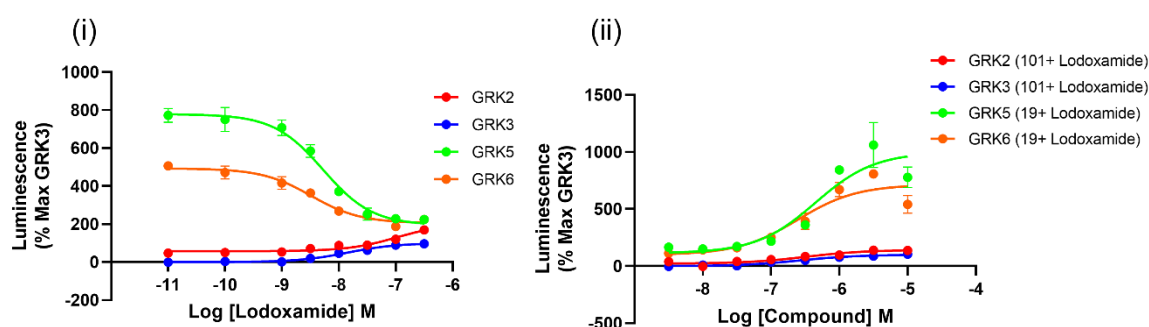 (i)
Luminescence
(% Max GRK3)
1000
800
600
400
200
0
-200
-11
-10
-9
-8
-7
-6
Log [Lodoxamide] M
GRK2
GRK3
GRK5
GRK6
(ii)
Luminescence
(% Max GRK3)
1500
1000
500
0
-500
-8
-7
-6
-5
-4
Log [Compound] M
GRK2 (101+ Lodoxamide)
GRK3 (101+ Lodoxamide)
GRK5 (19+ Lodoxamide)
GRK6 (19+ Lodoxamide)